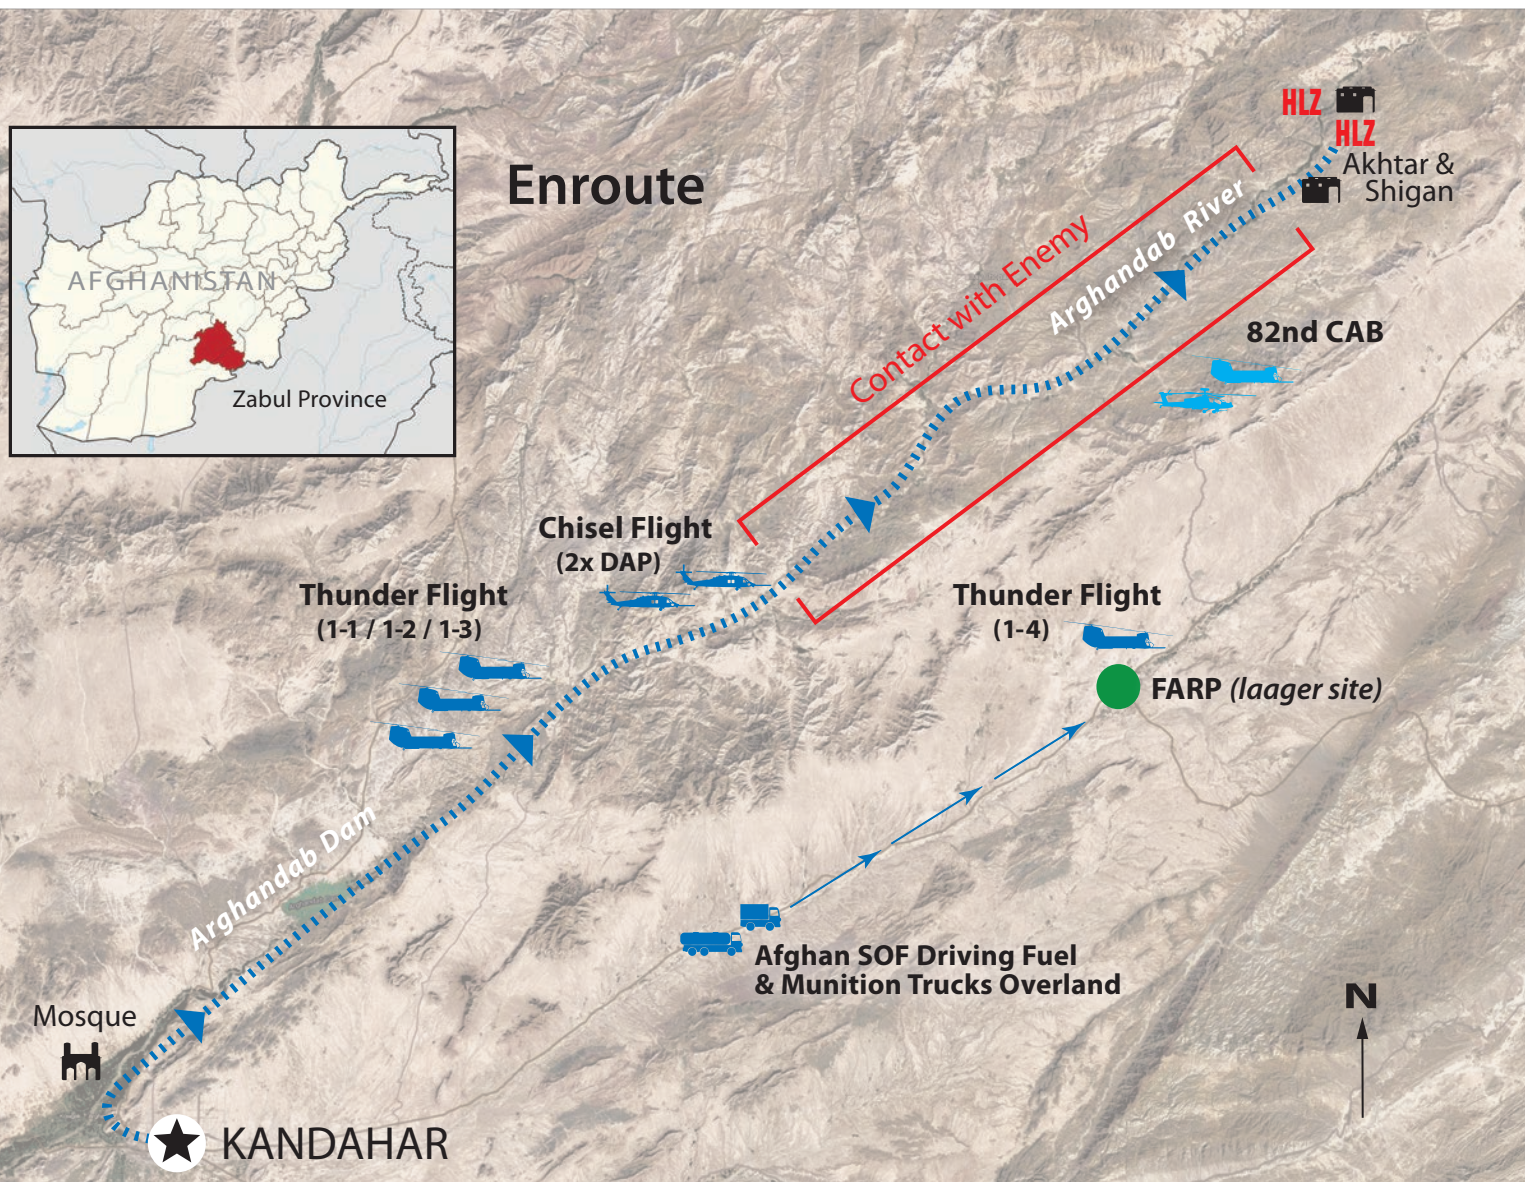 Enroute
AFGHANISTAN
Zabul Province
HLZ
HLZ
Akhtar &
Shigan
Contact with Enemy
Arghandab River
82nd CAB
Chisel Flight
(2x DAP)
Thunder Flight
(1-1 / 1-2 / 1-3)
Thunder Flight
(1-4)
FARP (laager site)
Arghandab Dam
Afghan SOF Driving Fuel
& Munition Trucks Overland
Mosque
N
KANDAHAR